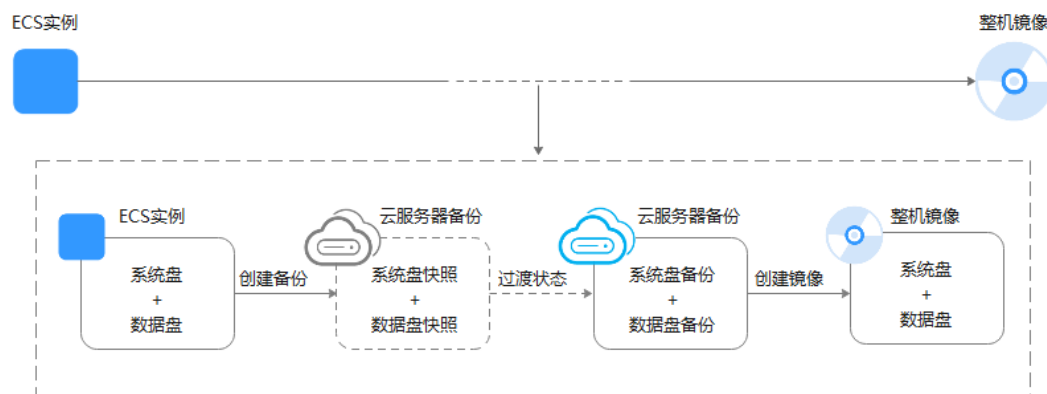 ECS实例
整机镜像
ECS实例
云服务器备份
云服务器备份
整机镜像
系统盘
+
数据盘
创建备份
系统盘快照
+
数据盘快照
过渡状态
系统盘备份
+
数据盘备份
创建镜像
系统盘
+
数据盘